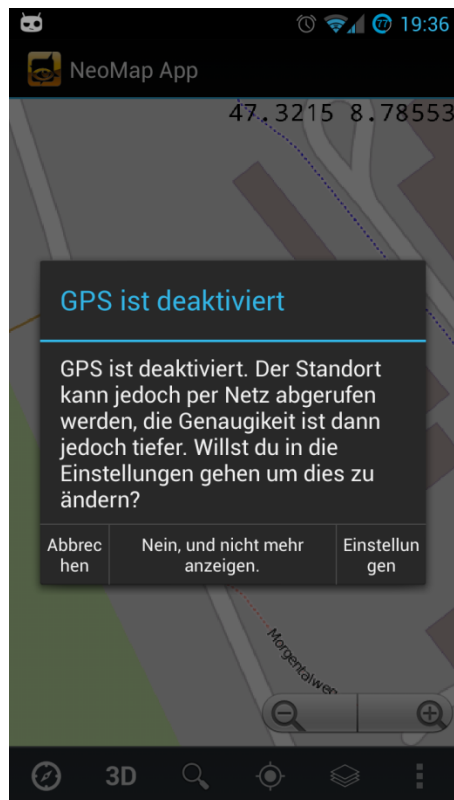 77 19:36
NeoMap App
47.3215 8.78553
GPS ist deaktiviert
GPS ist deaktiviert. Der Standort
kann jedoch per Netz abgerufen
werden, die Genaugikeit ist dann
jedoch tiefer. Willst du in die
Einstellungen gehen um dies zu
ändern?
Abbrec
hen
Nein, und nicht mehr
anzeigen.
Einstellun
gen
Morgentalweg
3D